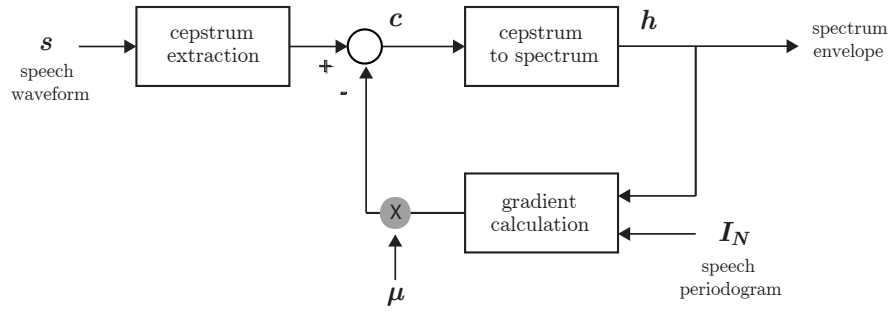 s
speech
waveform
cepstrum
extraction
+
-
c
cepstrum
to spectrum
h
spectrum
envelope
gradient
calculation
X
μ
I_N
speech
periodogram